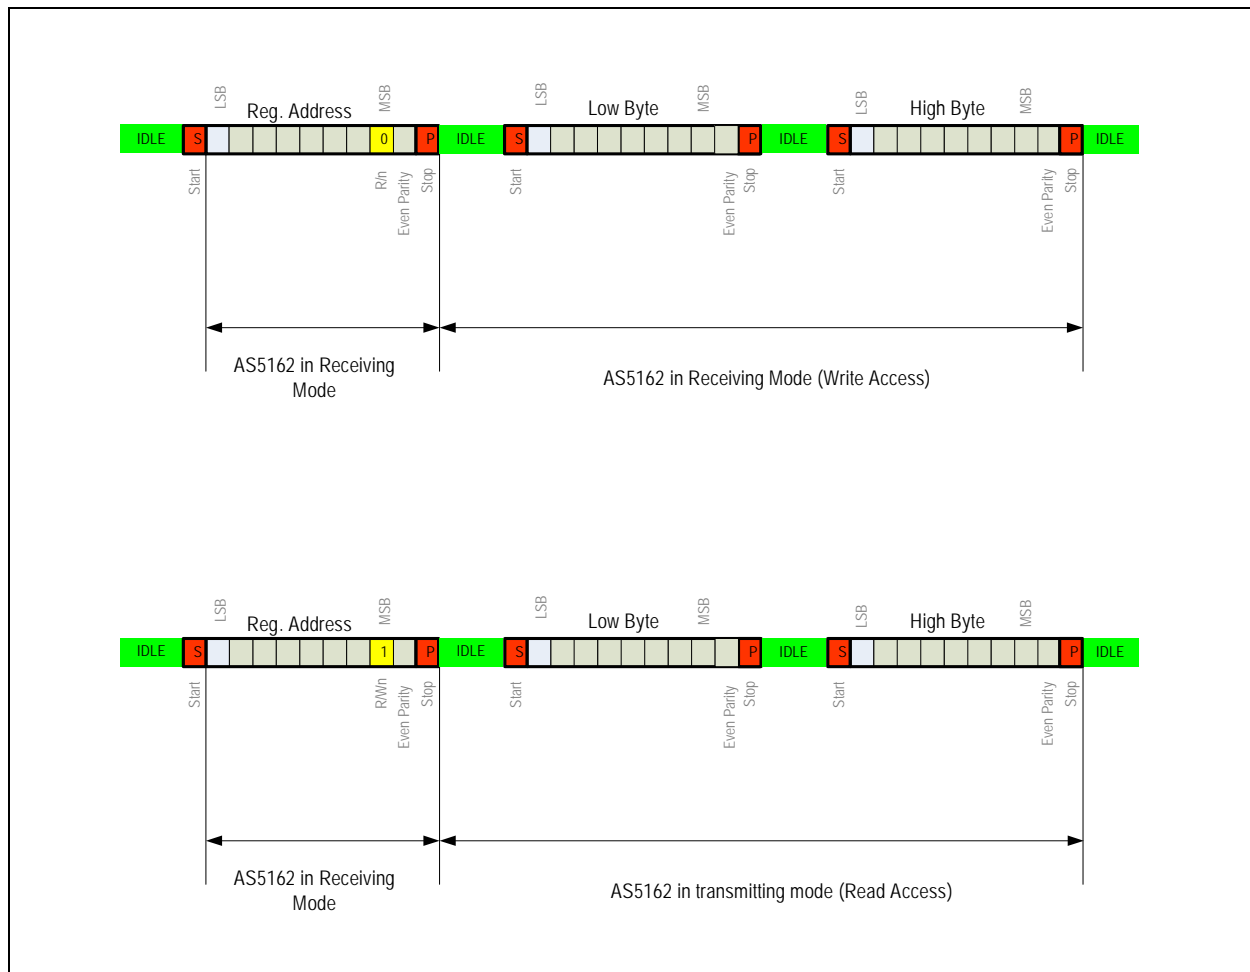 LSB Reg. Address MSB LSB Low Byte MSB LSB High Byte MSB
IDLE S 0 P IDLE S P IDLE S P IDLE
Start R/n Even Parity Stop Start Even Parity Stop Start Even Parity Stop
AS5162 in Receiving
Mode
AS5162 in Receiving Mode (Write Access)
LSB Reg. Address MSB LSB Low Byte MSB LSB High Byte MSB
IDLE S 1 P IDLE S P IDLE S P IDLE
Start R/Wn Even Parity Stop Start Even Parity Stop Start Even Parity Stop
AS5162 in Receiving
Mode
AS5162 in transmitting mode (Read Access)